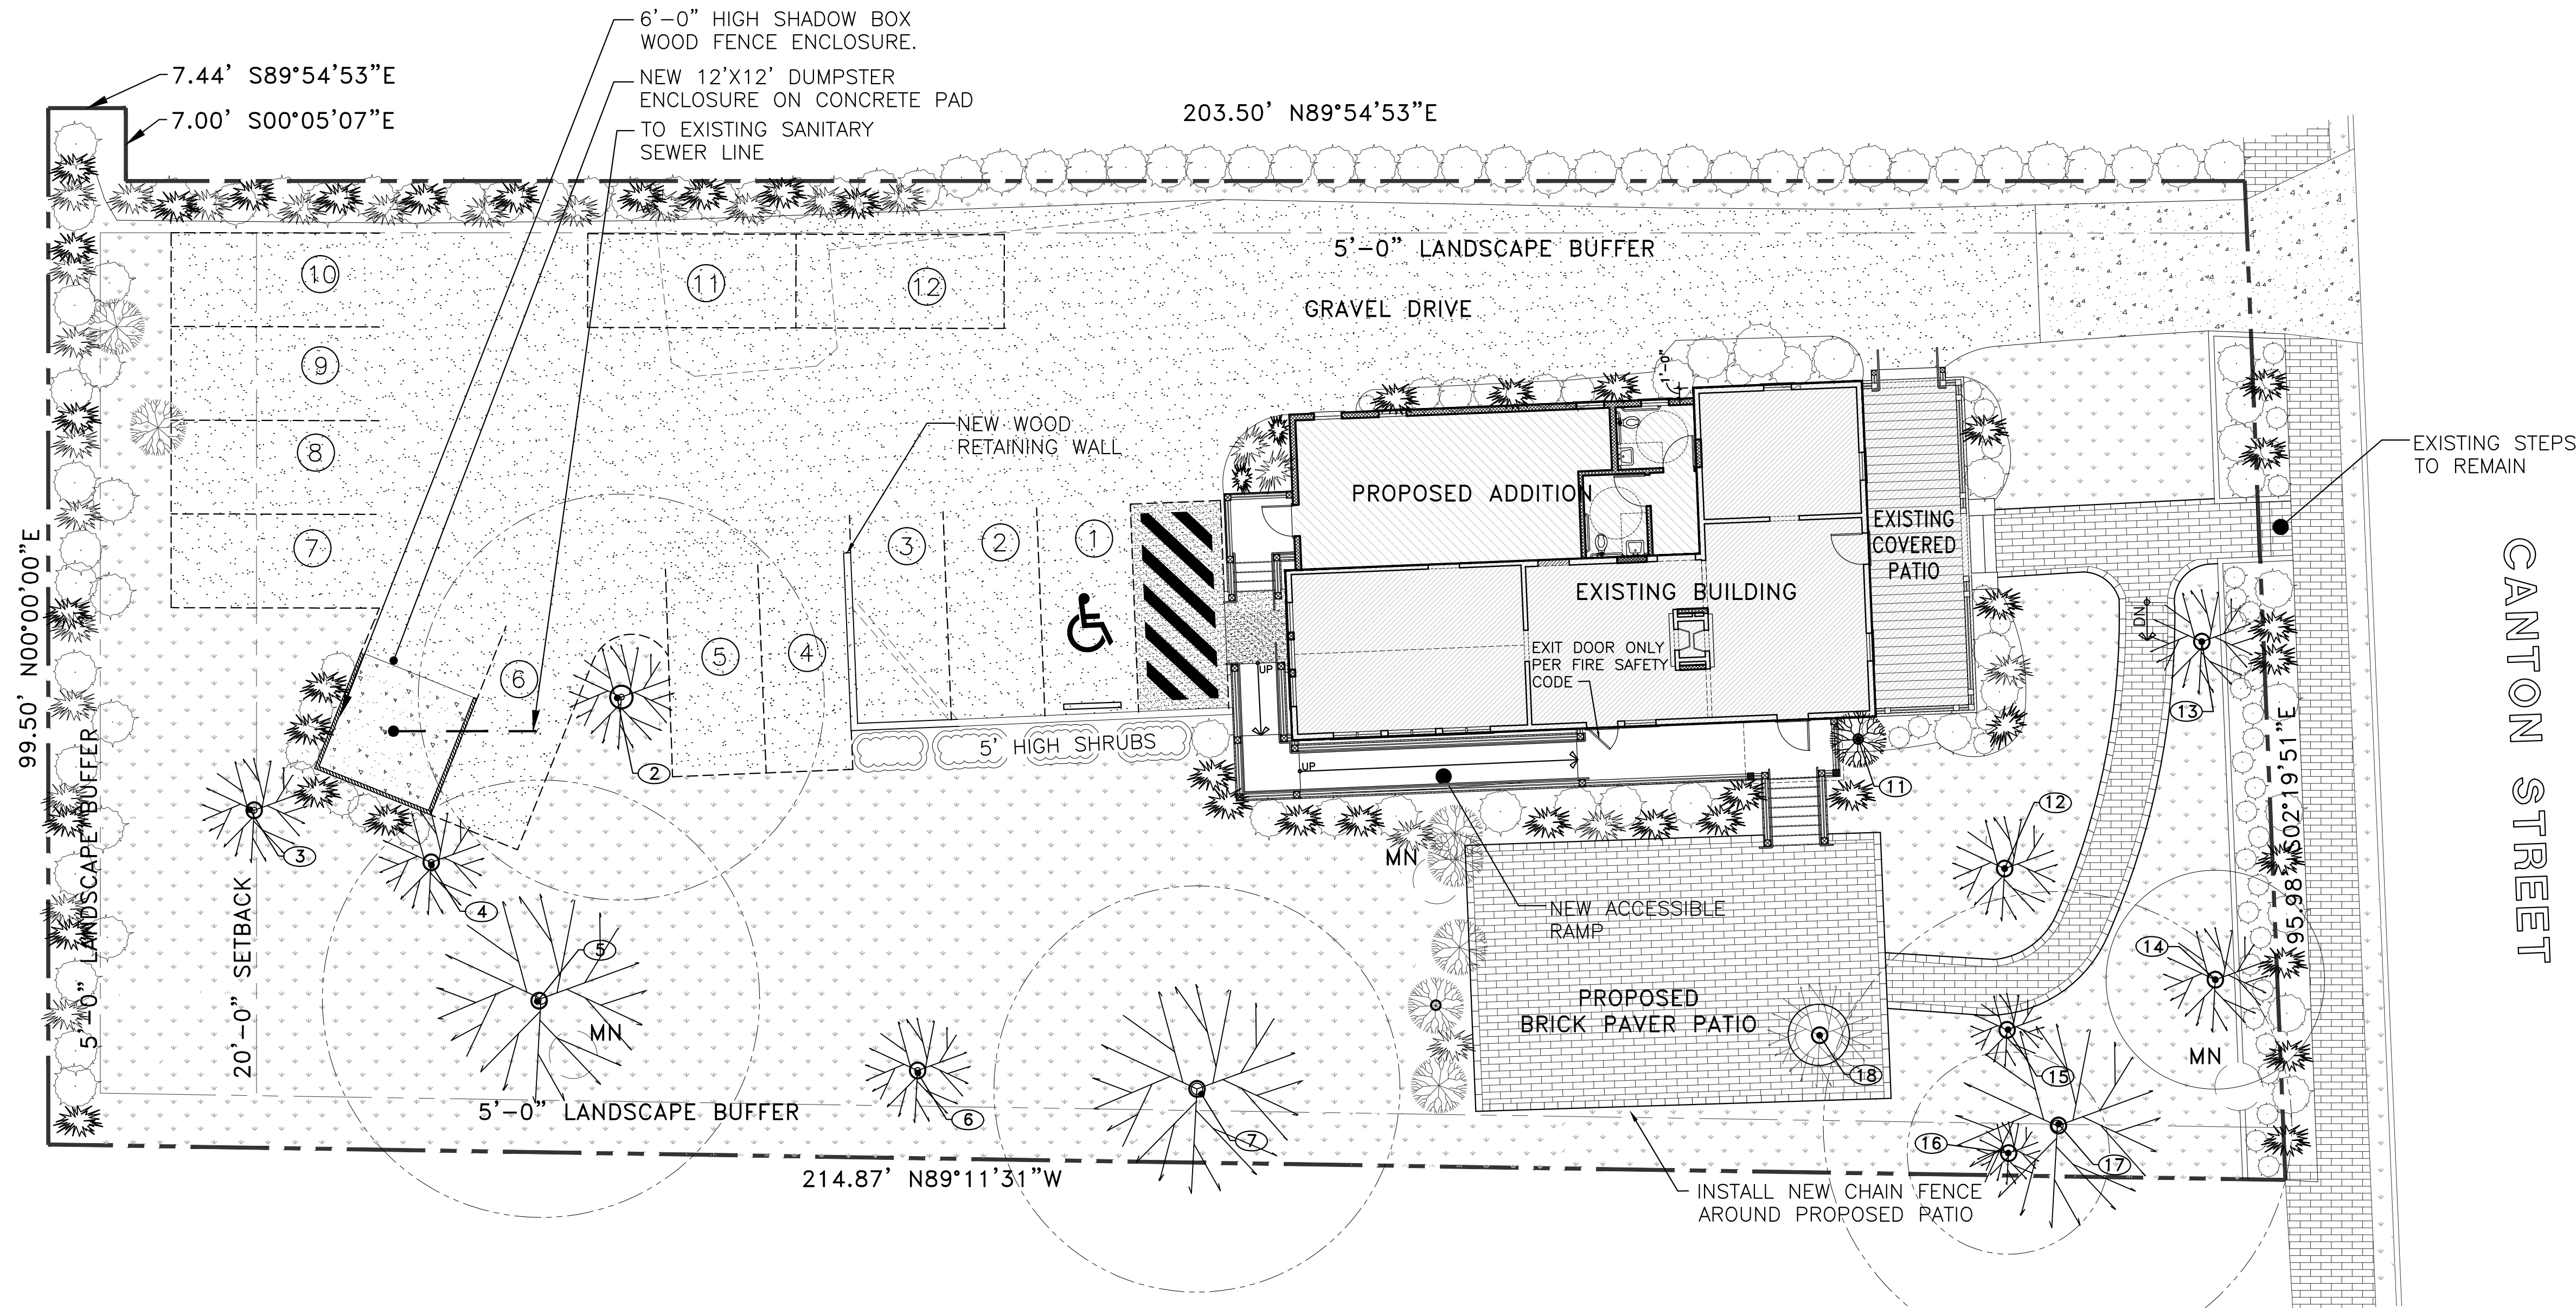 6'-0" HIGH SHADOW BOX
WOOD FENCE ENCLOSURE.
7.44' S89°54'53"E
NEW 12'X12' DUMPSTER
ENCLOSURE ON CONCRETE PAD
7.00' S00°05'07"E
TO EXISTING SANITARY
SEWER LINE
203.50' N89°54'53"E
5'-0" LANDSCAPE BUFFER
GRAVEL DRIVE
10
11
12
9
8
7
NEW WOOD
RETAINING WALL
3
2
1
1'-0"
PROPOSED ADDITION
EXISTING
COVERED
PATIO
EXISTING STEPS
TO REMAIN
EXISTING BUILDING
EXIT DOOR ONLY
PER FIRE SAFETY
CODE
UP
UP
DN
4
5
6
5' HIGH SHRUBS
99.50' N00°00'00"E
5'-0" LANDSCAPE BUFFER
20'-0" SETBACK
2
3
4
5
MN
6
7
MN
NEW ACCESSIBLE
RAMP
PROPOSED
BRICK PAVER PATIO
18
11
12
13
14
15
MN
16
17
95.98' S02°19'51"E
CANTON STREET
5'-0" LANDSCAPE BUFFER
214.87' N89°11'31"W
INSTALL NEW CHAIN FENCE
AROUND PROPOSED PATIO